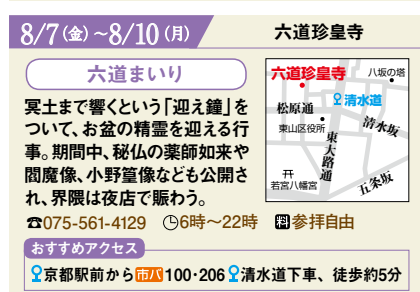 8/7(金)~8/10(月)
六道珍皇寺
六道まいり
冥土まで響くという「迎え鐘」を
ついて、お盆の精霊を迎える行
事。期間中、秘仏の薬師如来や
閻魔像、小野篁像なども公開さ
れ、界隈は夜店で賑わう。
六道珍皇寺
八坂の塔
清水道
松原通
東山区役所
清水坂
東大路通
若宮八幡宮
五条坂
☎075-561-4129 6時~22時 料参拝自由
おすすめアクセス
京都駅前から市バ100・206清水道下車、徒歩約5分